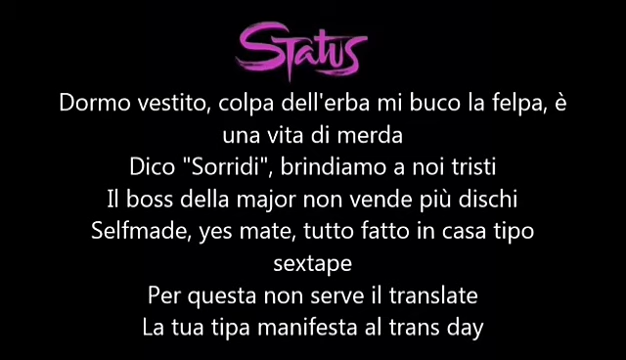 Status
Dormo vestito, colpa dell'erba mi buco la felpa, è
una vita di merda
Dico "Sorridi", brindiamo a noi tristi
Il boss della major non vende più dischi
Selfmade, yes mate, tutto fatto in casa tipo
sextape
Per questa non serve il translate
La tua tipa manifesta al trans day